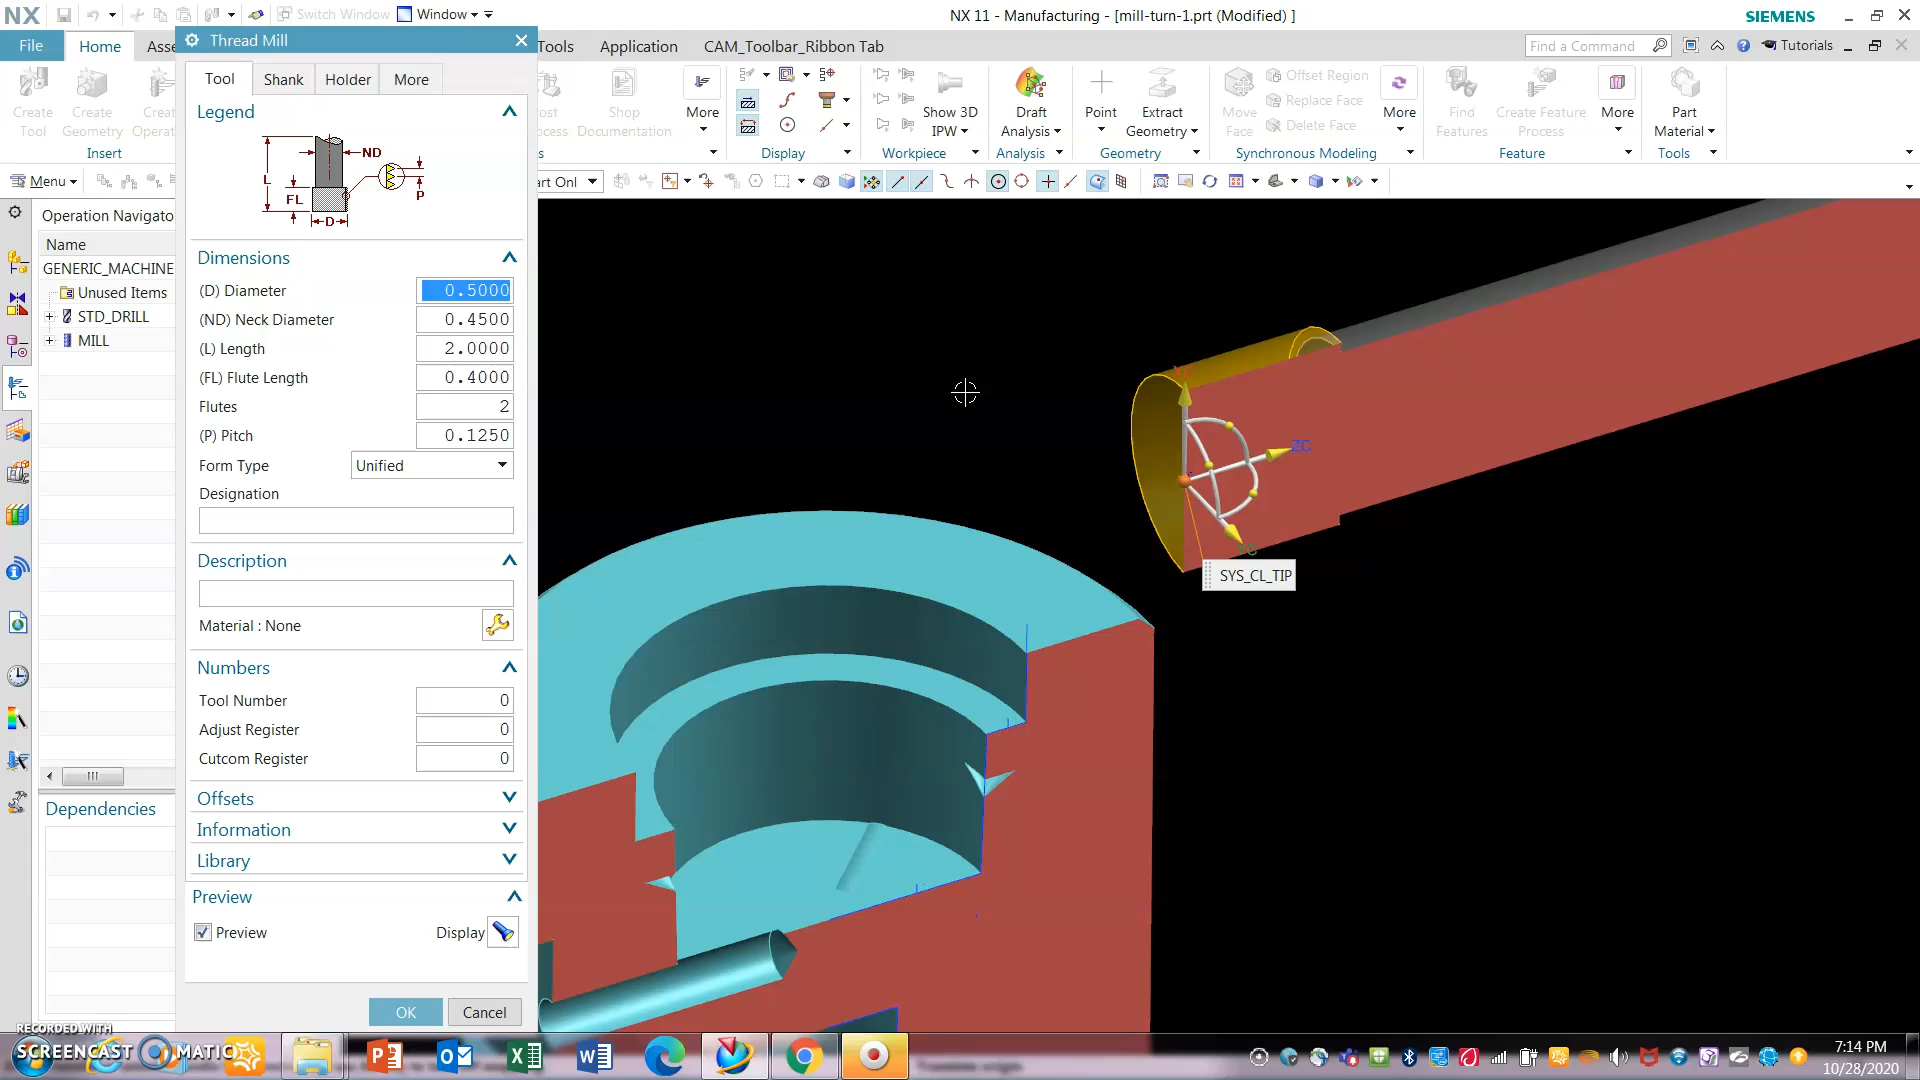 NX
Switch Window
Window
NX 11 - Manufacturing - [mill-turn-1.prt (Modified) ]
SIEMENS
File
Home
Asse
Tools
Application
CAM_Toolbar_Ribbon Tab
Find a Command
Tutorials
Thread Mill
Tool
Shank
Holder
More
Create Tool
Create Geometry
Insert
Shop Documentation
More
Display
Show 3D IPW
Workpiece
Draft Analysis
Analysis
Point
Extract Geometry
Geometry
Move Face
Offset Region
Replace Face
Delete Face
More
Synchronous Modeling
Find Features
Create Feature Process
More
Feature
Part Material
Tools
Menu
Operation Navigato
Name
GENERIC_MACHINE
Unused Items
STD_DRILL
MILL
Dependencies
Legend
ND
L
FL
D
P
Dimensions
(D) Diameter 0.5000
(ND) Neck Diameter 0.4500
(L) Length 2.0000
(FL) Flute Length 0.4000
Flutes 2
(P) Pitch 0.1250
Form Type Unified
Designation
Description
Material : None
Numbers
Tool Number 0
Adjust Register 0
Cutcom Register 0
Offsets
Information
Library
Preview
Preview
Display
OK
Cancel
ZC
YC
SYS_CL_TIP
RECORDED WITH
SCREENCAST MATIC
7:14 PM
10/28/2020